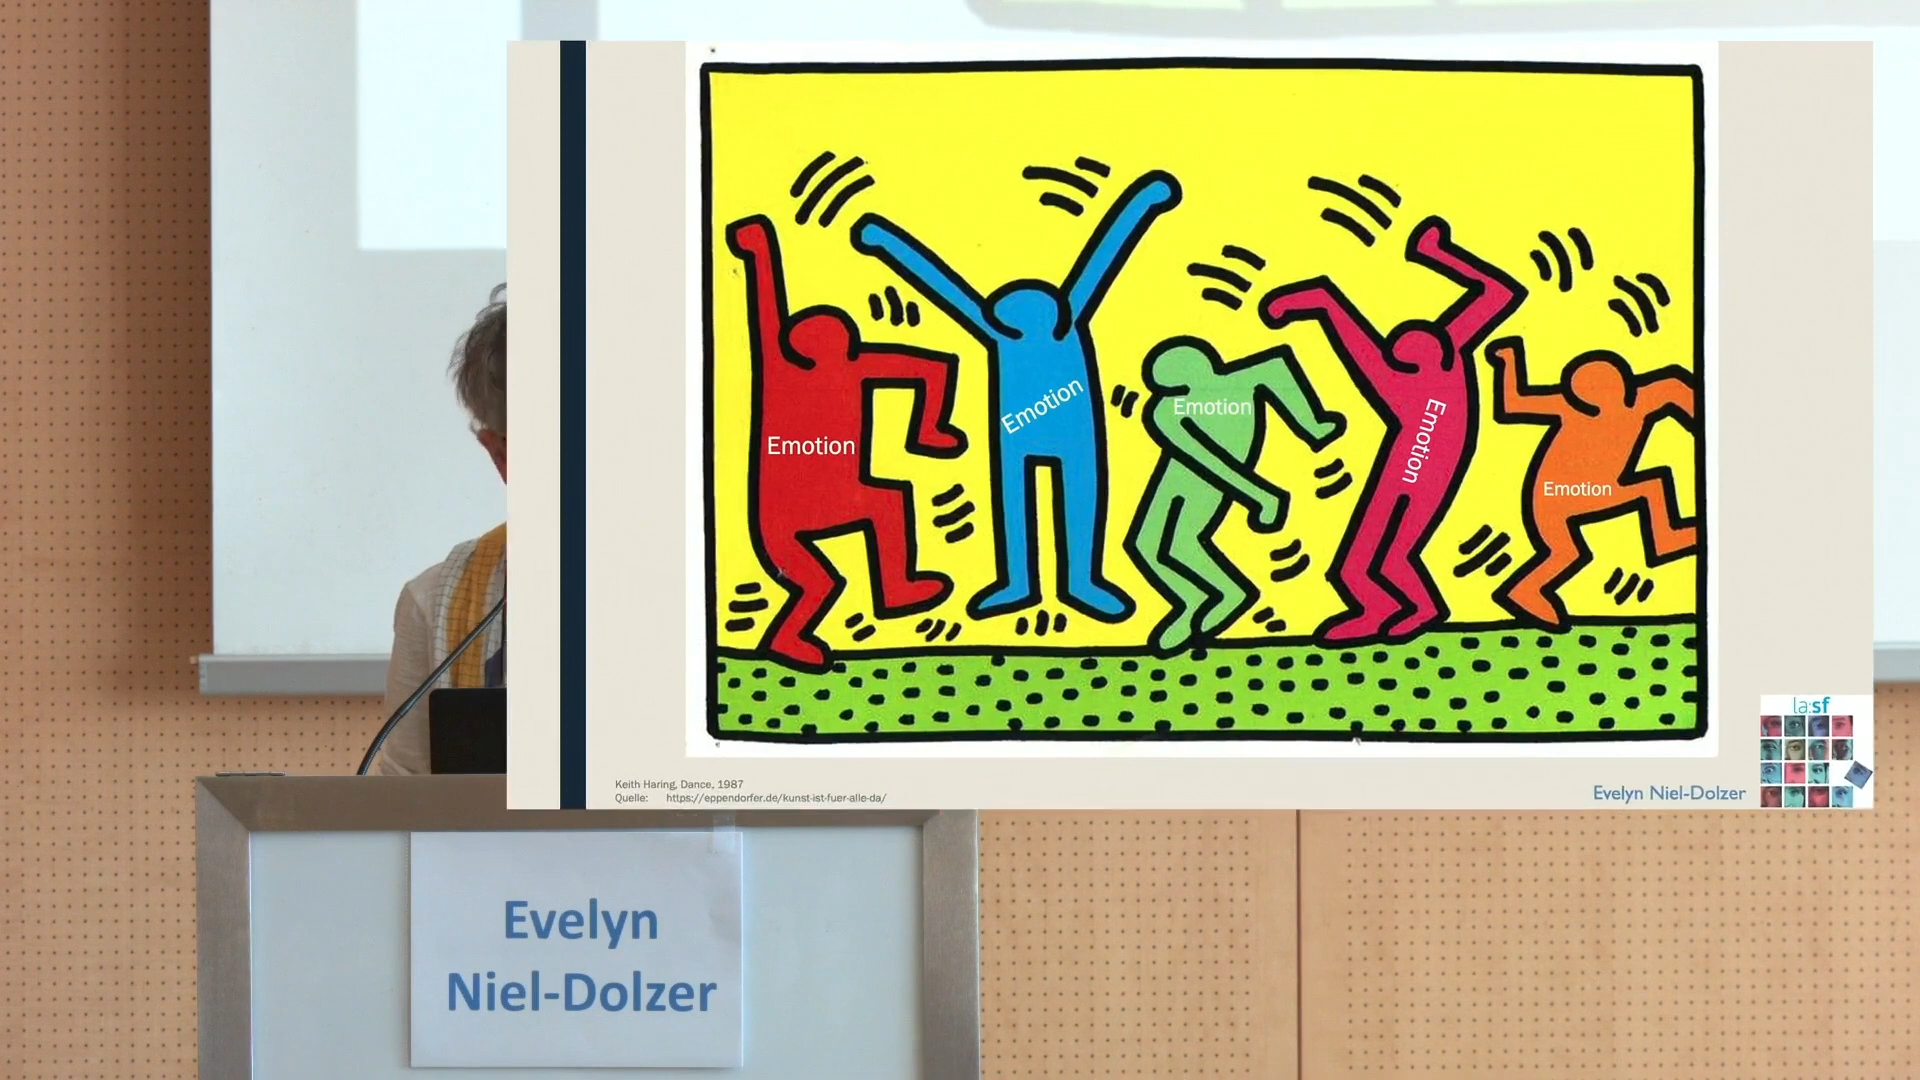 Emotion
Emotion
Emotion
Emotion
Emotion
Keith Haring, Dance, 1987
Quelle: https://eppendorfer.de/kunst-ist-fuer-alle-da/
Evelyn Niel-Dolzer
la:sf
Evelyn
Niel-Dolzer